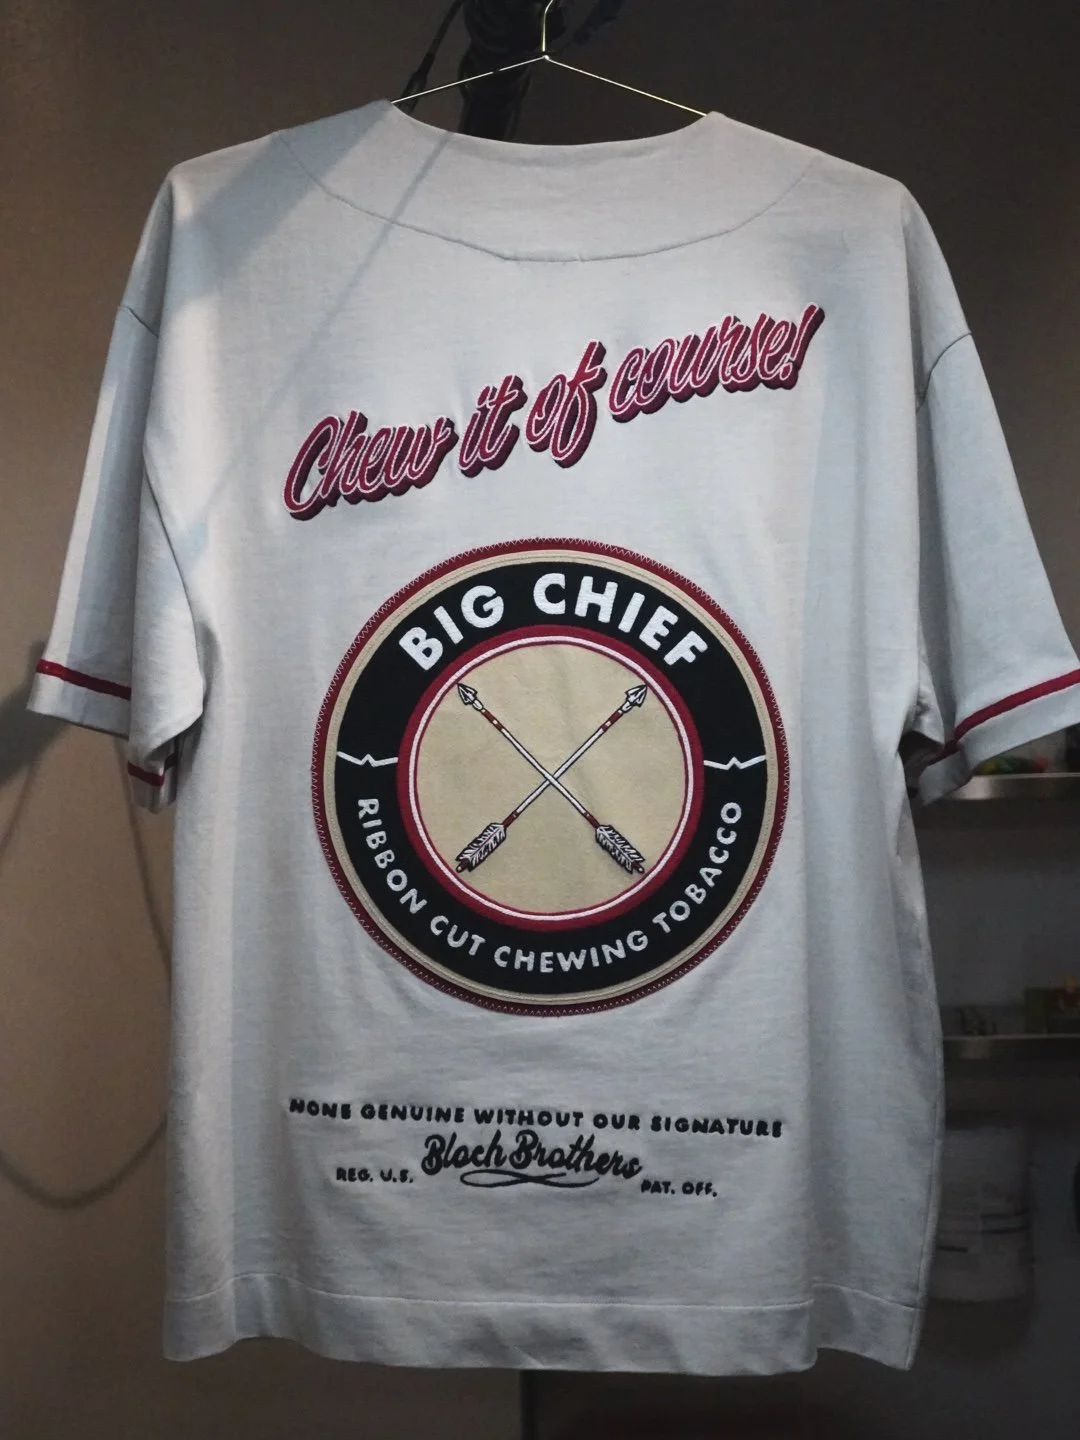 Chew it of course!
BIG CHIEF
RIBBON CUT CHEWING TOBACCO
NONE GENUINE WITHOUT OUR SIGNATURE
REG. U.S. Bloch Brothers PAT. OFF.